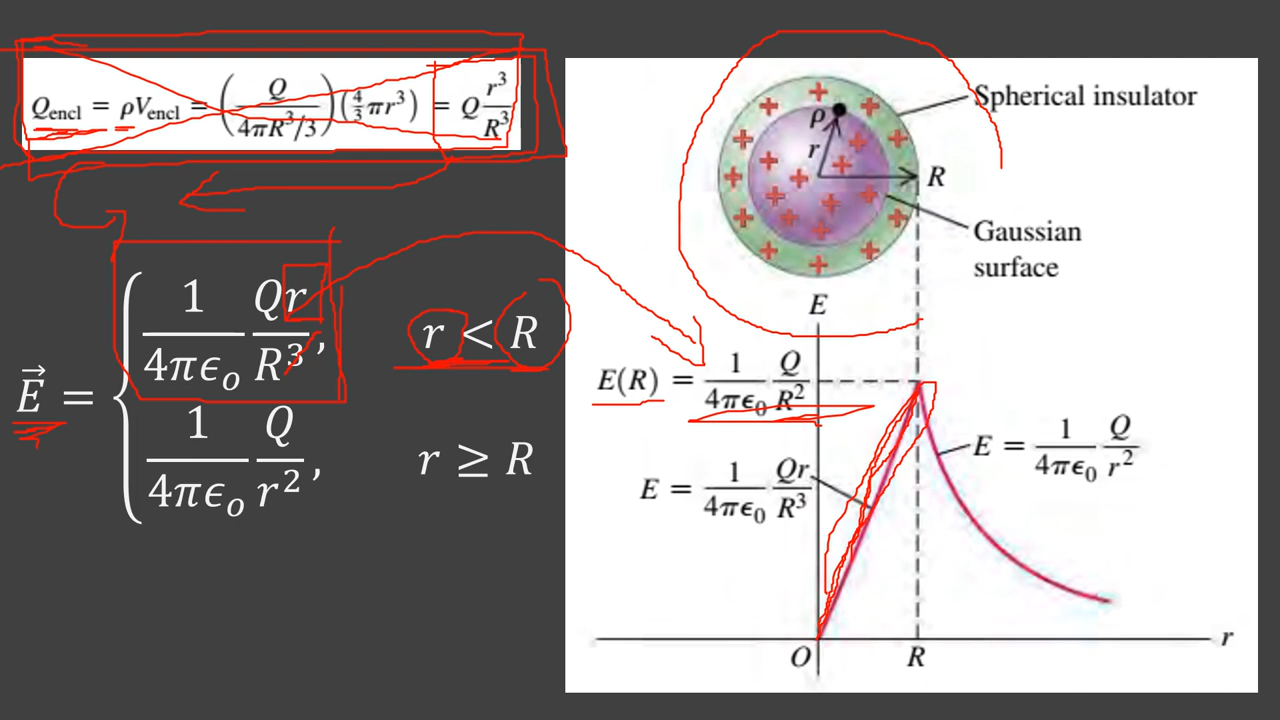 Q_encl = ρV_encl = (Q / 4πR³/3)(4/3 πr³) = Q r³/R³
E⃗ = { 1/4πϵ_o Qr/R³, r < R
1/4πϵ_o Q/r², r ≥ R
Spherical insulator
ρ
r
R
Gaussian
surface
E
E(R) = 1/4πϵ₀ Q/R²
E = 1/4πϵ₀ Q/r²
E = 1/4πϵ₀ Qr/R³
O
R
r